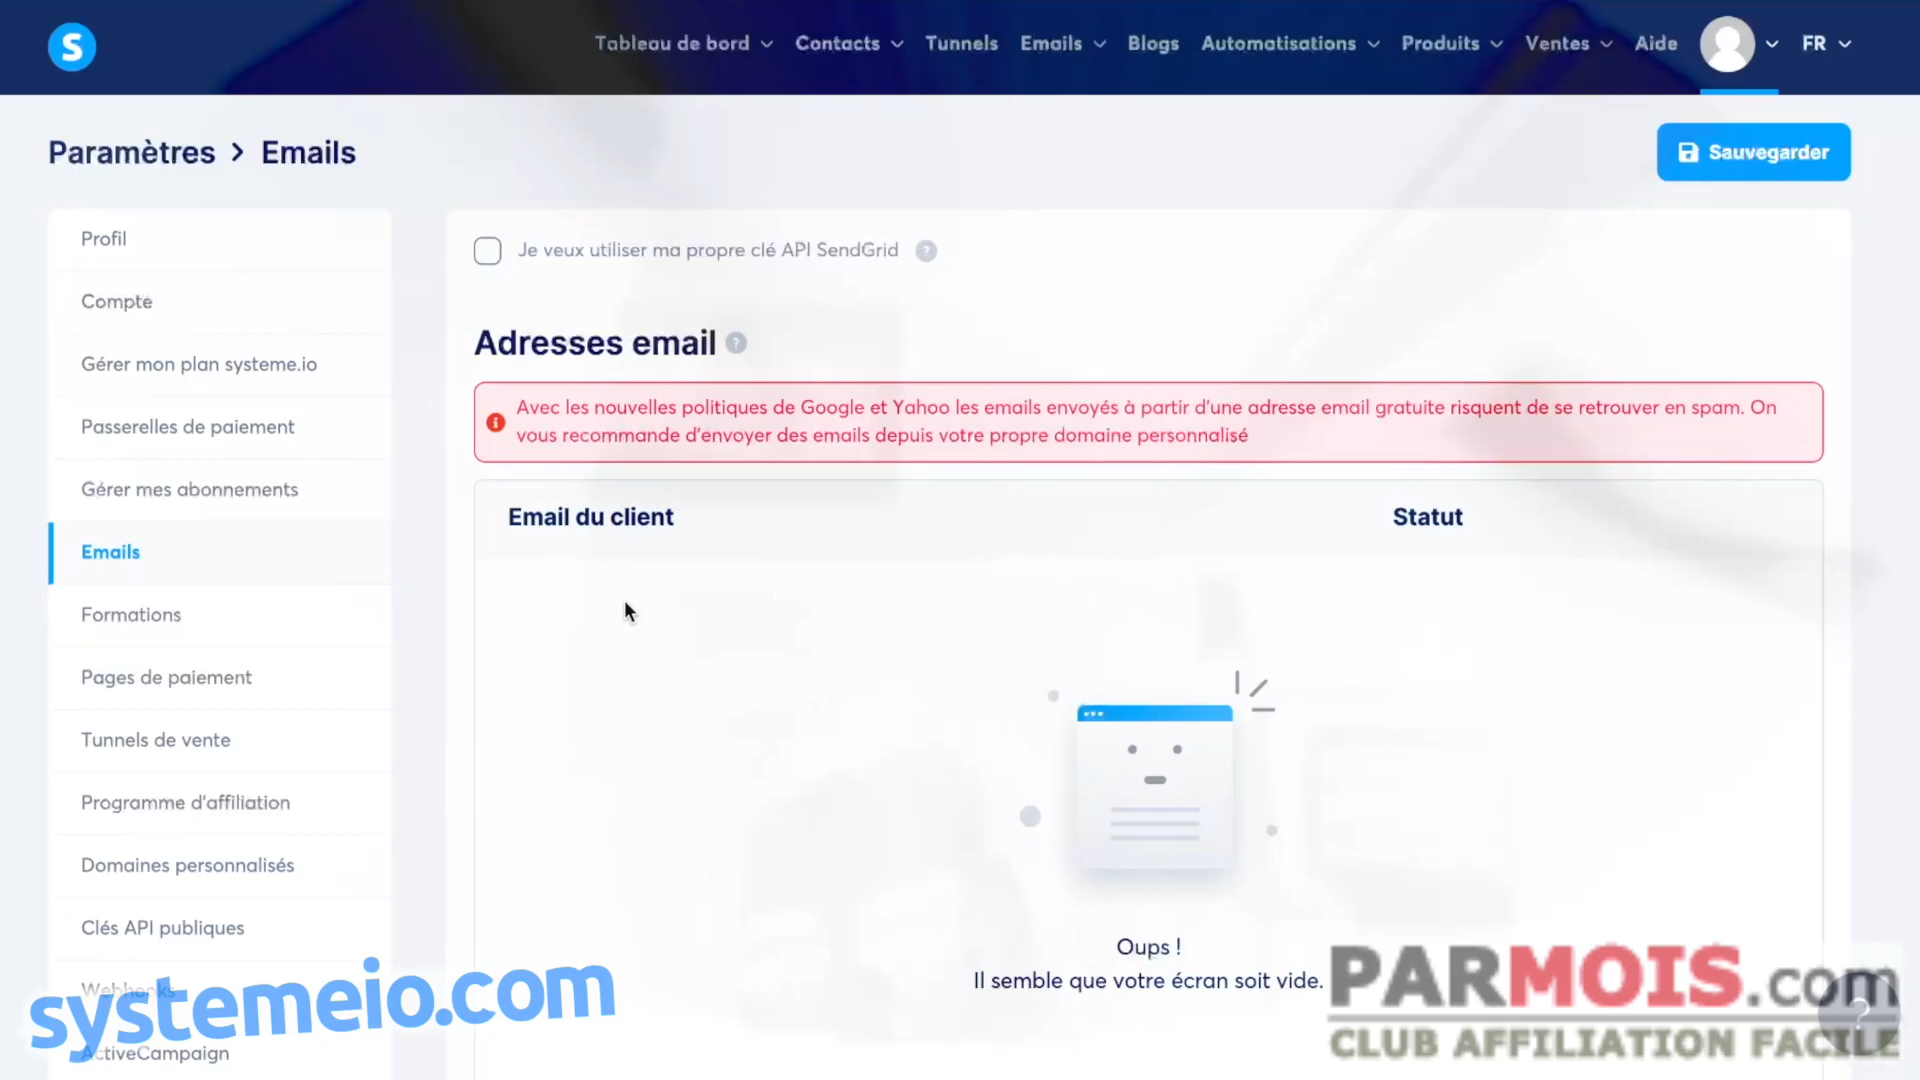 S
Tableau de bord Contacts Tunnels Emails Blogs Automatisations Produits Ventes Aide FR
Paramètres > Emails
Sauvegarder
Profil
Compte
Gérer mon plan systeme.io
Passerelles de paiement
Gérer mes abonnements
Emails
Formations
Pages de paiement
Tunnels de vente
Programme d'affiliation
Domaines personnalisés
Clés API publiques
Webhooks
ActiveCampaign
Je veux utiliser ma propre clé API SendGrid ?
Adresses email ?
Avec les nouvelles politiques de Google et Yahoo les emails envoyés à partir d'une adresse email gratuite risquent de se retrouver en spam. On
vous recommande d'envoyer des emails depuis votre propre domaine personnalisé
Email du client Statut
Oups !
Il semble que votre écran soit vide.
systemeio.com
PARMOIS.com
CLUB AFFILIATION FACILE
?